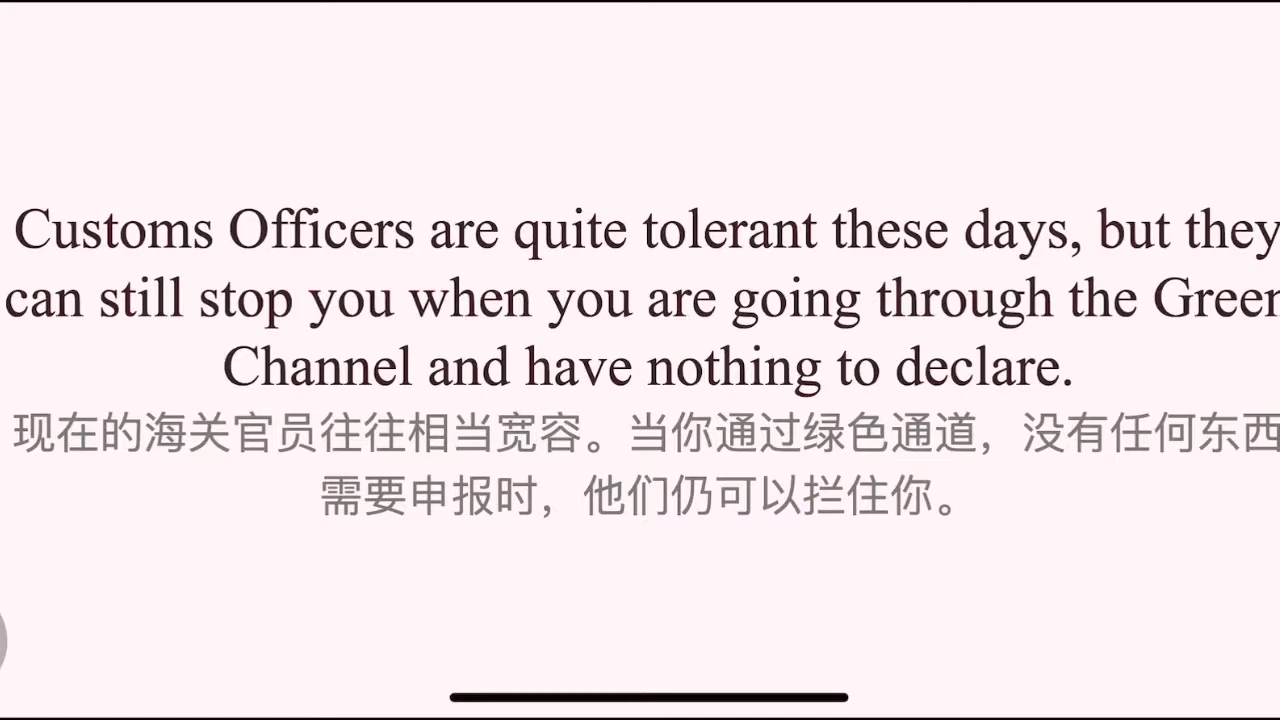 Customs Officers are quite tolerant these days, but they
can still stop you when you are going through the Green
Channel and have nothing to declare.
现在的海关官员往往相当宽容。当你通过绿色通道，没有任何东西
需要申报时，他们仍可以拦住你。